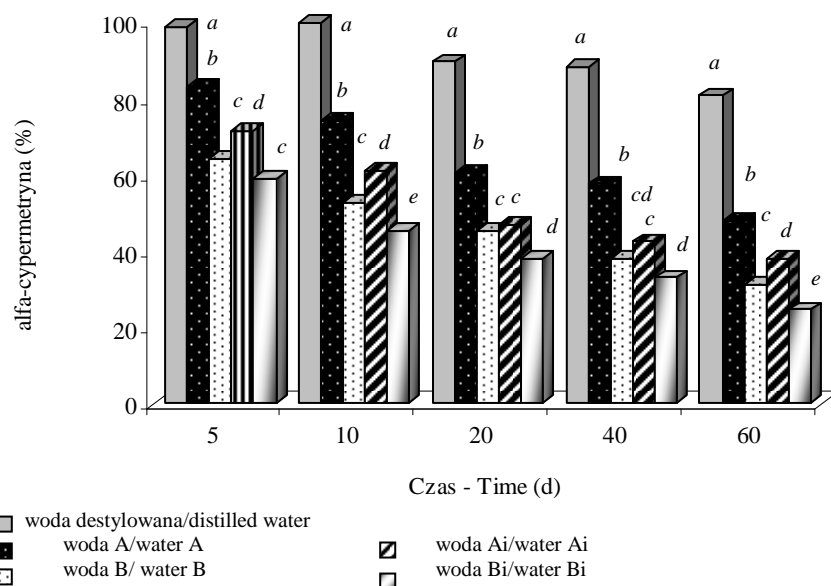 alfa-cypermetryna (%)
100
80
60
40
20
0
a
b
c d
c
a
b
c
d
e
a
b
c c
d
a
b
cd
c
d
a
b
c
d
e
5 10 20 40 60
Czas - Time (d)
woda destylowana/distilled water
woda A/water A
woda Ai/water Ai
woda B/ water B
woda Bi/water Bi